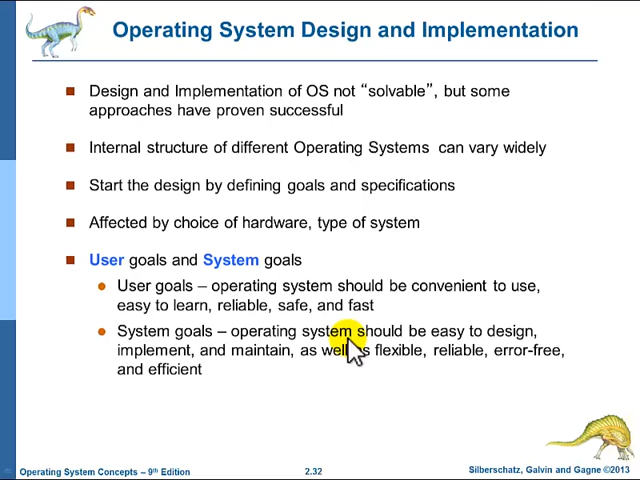 Operating System Design and Implementation
Design and Implementation of OS not “solvable”, but some
approaches have proven successful
Internal structure of different Operating Systems can vary widely
Start the design by defining goals and specifications
Affected by choice of hardware, type of system
User goals and System goals
User goals – operating system should be convenient to use,
easy to learn, reliable, safe, and fast
System goals – operating system should be easy to design,
implement, and maintain, as well as flexible, reliable, error-free,
and efficient
Operating System Concepts – 9th Edition
2.32
Silberschatz, Galvin and Gagne ©2013